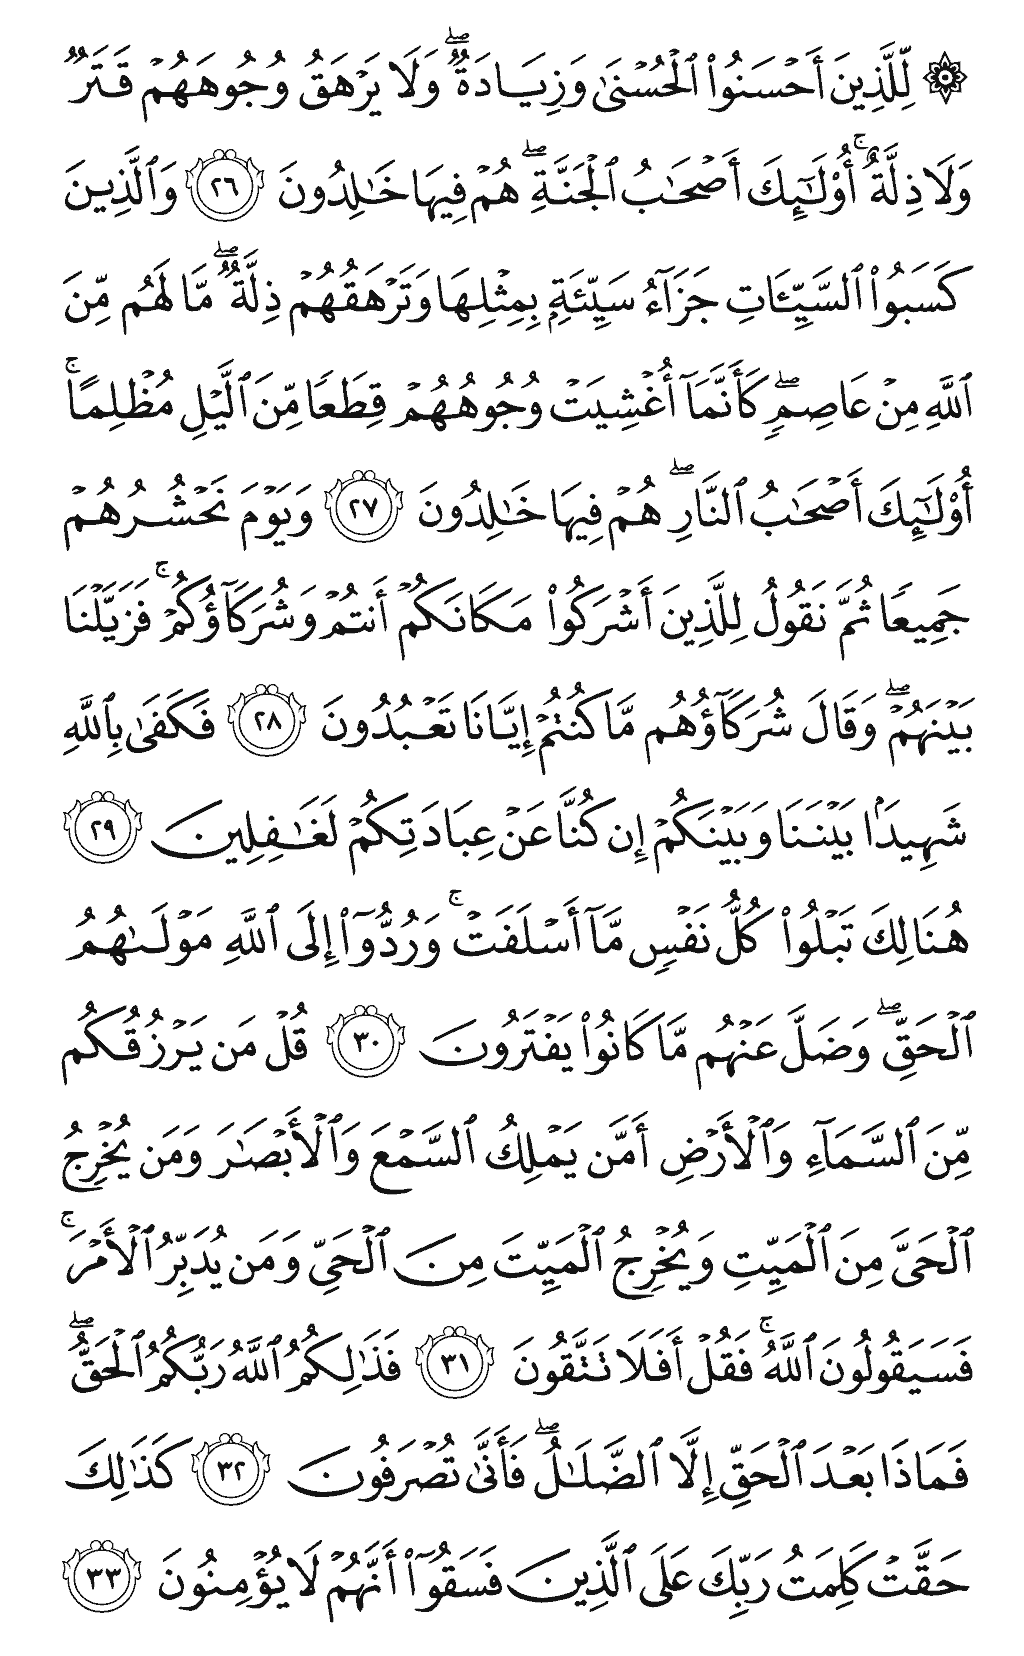 ۞ لِّلَّذِينَ أَحْسَنُوا۟ ٱلْحُسْنَىٰ وَزِيَادَةٌ ۖ وَلَا يَرْهَقُ وُجُوهَهُمْ قَتَرٌ
وَلَا ذِلَّةٌ ۚ أُو۟لَـٰٓئِكَ أَصْحَـٰبُ ٱلْجَنَّةِ ۖ هُمْ فِيهَا خَـٰلِدُونَ ٢٦ وَٱلَّذِينَ
كَسَبُوا۟ ٱلسَّيِّـَٔاتِ جَزَآءُ سَيِّئَةٍۭ بِمِثْلِهَا وَتَرْهَقُهُمْ ذِلَّةٌ ۖ مَّا لَهُم مِّنَ
ٱللَّهِ مِنْ عَاصِمٍ ۖ كَأَنَّمَآ أُغْشِيَتْ وُجُوهُهُمْ قِطَعًا مِّنَ ٱلَّيْلِ مُظْلِمًا ۚ
أُو۟لَـٰٓئِكَ أَصْحَـٰبُ ٱلنَّارِ ۖ هُمْ فِيهَا خَـٰلِدُونَ ٢٧ وَيَوْمَ نَحْشُرُهُمْ
جَمِيعًا ثُمَّ نَقُولُ لِلَّذِينَ أَشْرَكُوا۟ مَكَانَكُمْ أَنتُمْ وَشُرَكَآؤُكُمْ ۚ فَزَيَّلْنَا
بَيْنَهُمْ ۖ وَقَالَ شُرَكَآؤُهُم مَّا كُنتُمْ إِيَّانَا تَعْبُدُونَ ٢٨ فَكَفَىٰ بِٱللَّهِ
شَهِيدًۢا بَيْنَنَا وَبَيْنَكُمْ إِن كُنَّا عَنْ عِبَادَتِكُمْ لَغَـٰفِلِينَ ٢٩
هُنَالِكَ تَبْلُوا۟ كُلُّ نَفْسٍ مَّآ أَسْلَفَتْ ۚ وَرُدُّوٓا۟ إِلَى ٱللَّهِ مَوْلَىٰهُمُ
ٱلْحَقِّ ۖ وَضَلَّ عَنْهُم مَّا كَانُوا۟ يَفْتَرُونَ ٣٠ قُلْ مَن يَرْزُقُكُم
مِّنَ ٱلسَّمَآءِ وَٱلْأَرْضِ أَمَّن يَمْلِكُ ٱلسَّمْعَ وَٱلْأَبْصَـٰرَ وَمَن يُخْرِجُ
ٱلْحَىَّ مِنَ ٱلْمَيِّتِ وَيُخْرِجُ ٱلْمَيِّتَ مِنَ ٱلْحَىِّ وَمَن يُدَبِّرُ ٱلْأَمْرَ ۚ
فَسَيَقُولُونَ ٱللَّهُ ۚ فَقُلْ أَفَلَا تَتَّقُونَ ٣١ فَذَٰلِكُمُ ٱللَّهُ رَبُّكُمُ ٱلْحَقُّ ۖ
فَمَاذَا بَعْدَ ٱلْحَقِّ إِلَّا ٱلضَّلَـٰلُ ۖ فَأَنَّىٰ تُصْرَفُونَ ٣٢ كَذَٰلِكَ
حَقَّتْ كَلِمَتُ رَبِّكَ عَلَى ٱلَّذِينَ فَسَقُوٓا۟ أَنَّهُمْ لَا يُؤْمِنُونَ ٣٣